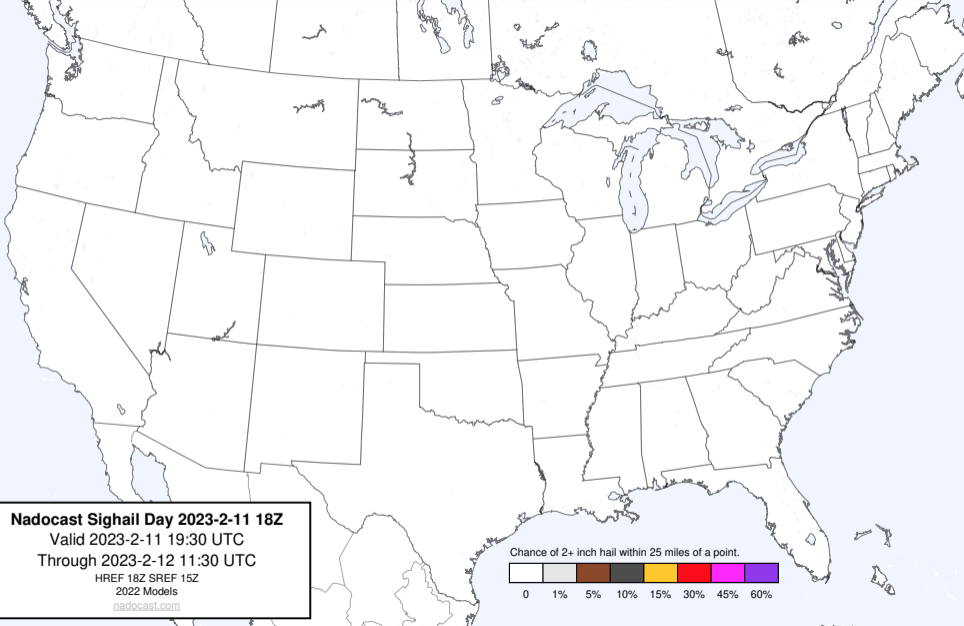 Nadocast Sighail Day 2023-2-11 18Z
Valid 2023-2-11 19:30 UTC
Through 2023-2-12 11:30 UTC
HREF 18Z SREF 15Z
2022 Models
nadocast.com
Chance of 2+ inch hail within 25 miles of a point.
0 1% 5% 10% 15% 30% 45% 60%